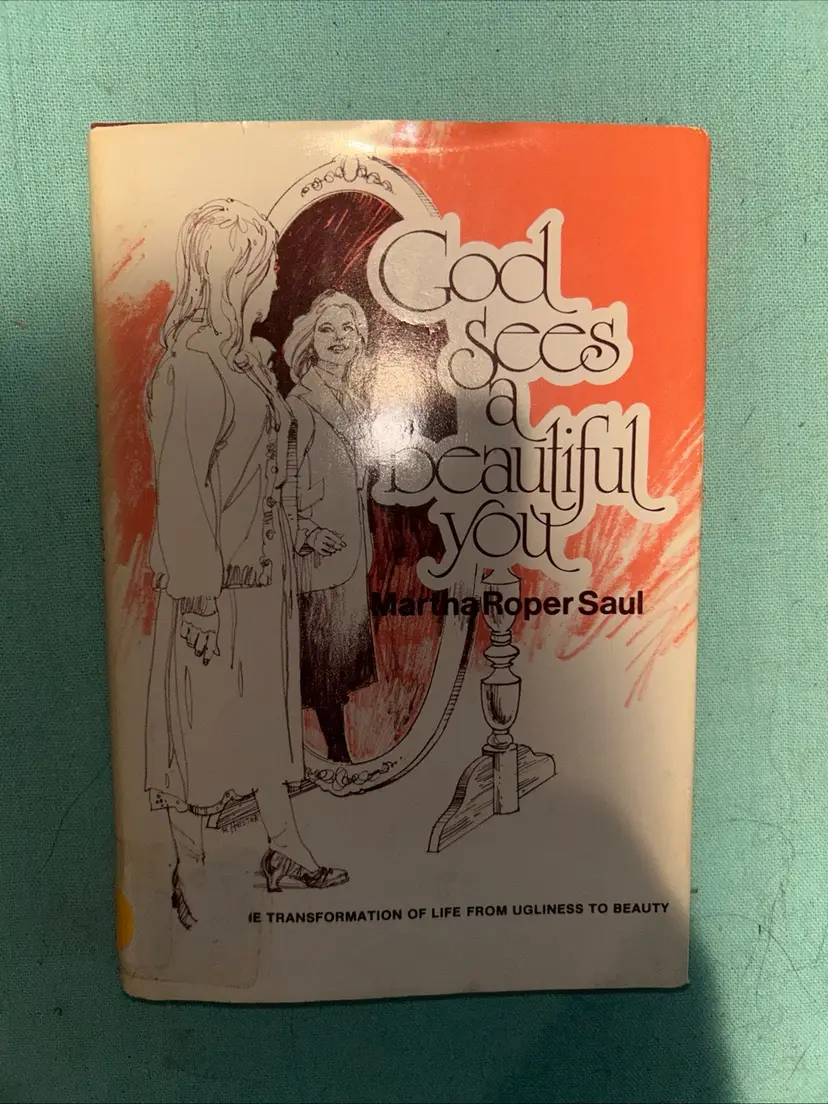 God
sees
a
beautiful
you
Martha Roper Saul
E TRANSFORMATION OF LIFE FROM UGLINESS TO BEAUTY